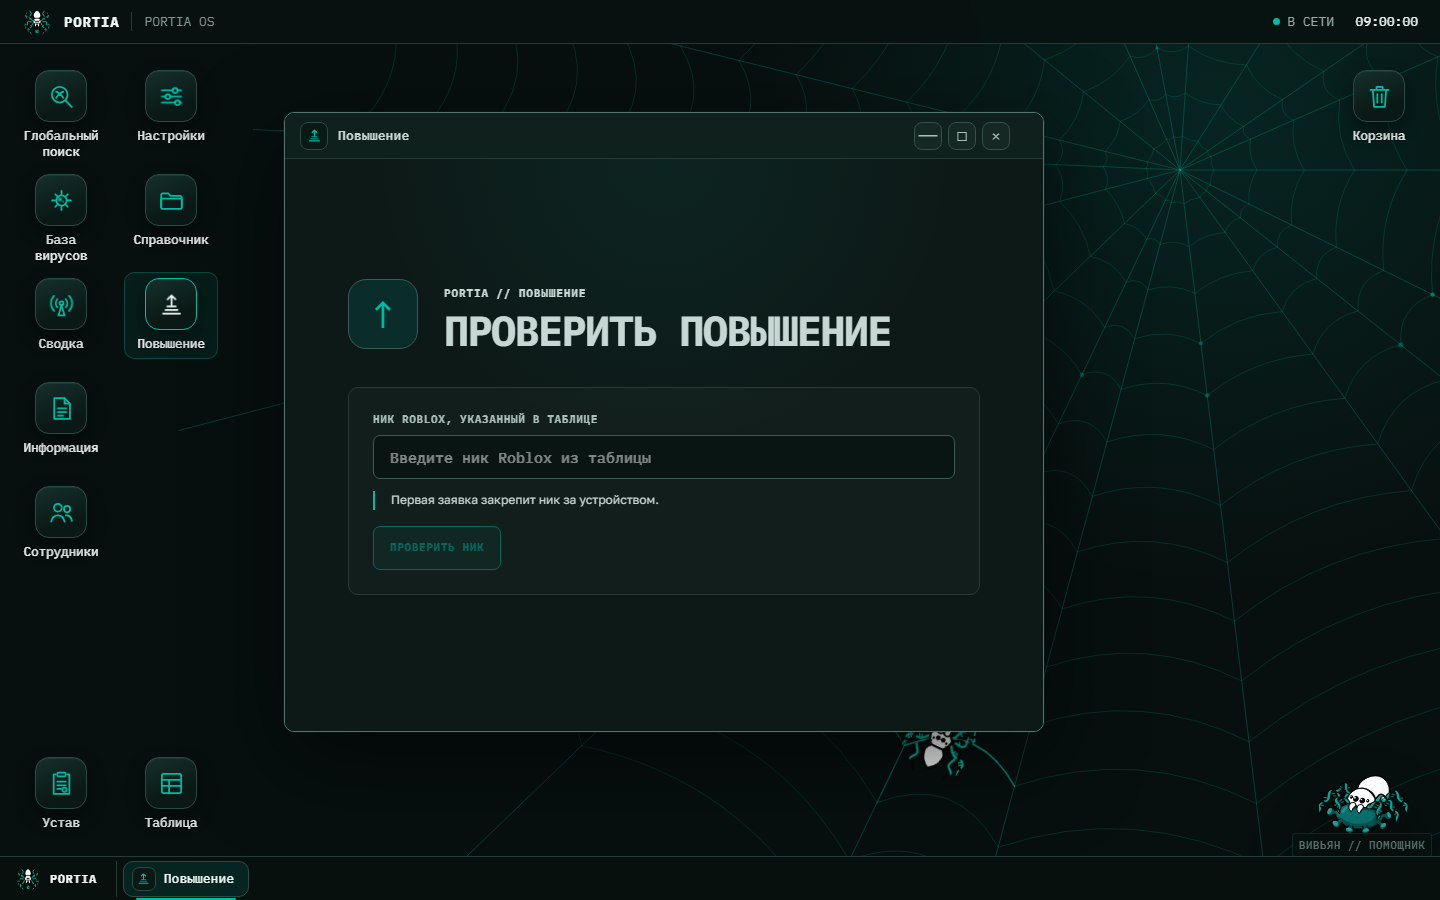 PORTIA
PORTIA OS
В СЕТИ
09:00:00
Глобальный
поиск
Настройки
Корзина
База
вирусов
Справочник
Сводка
Повышение
Информация
Сотрудники
Устав
Таблица
Повышение
PORTIA // ПОВЫШЕНИЕ
ПРОВЕРИТЬ ПОВЫШЕНИЕ
НИК ROBLOX, УКАЗАННЫЙ В ТАБЛИЦЕ
Введите ник Roblox из таблицы
Первая заявка закрепит ник за устройством.
ПРОВЕРИТЬ НИК
ВИВЬЯН // ПОМОЩНИК
PORTIA
Повышение